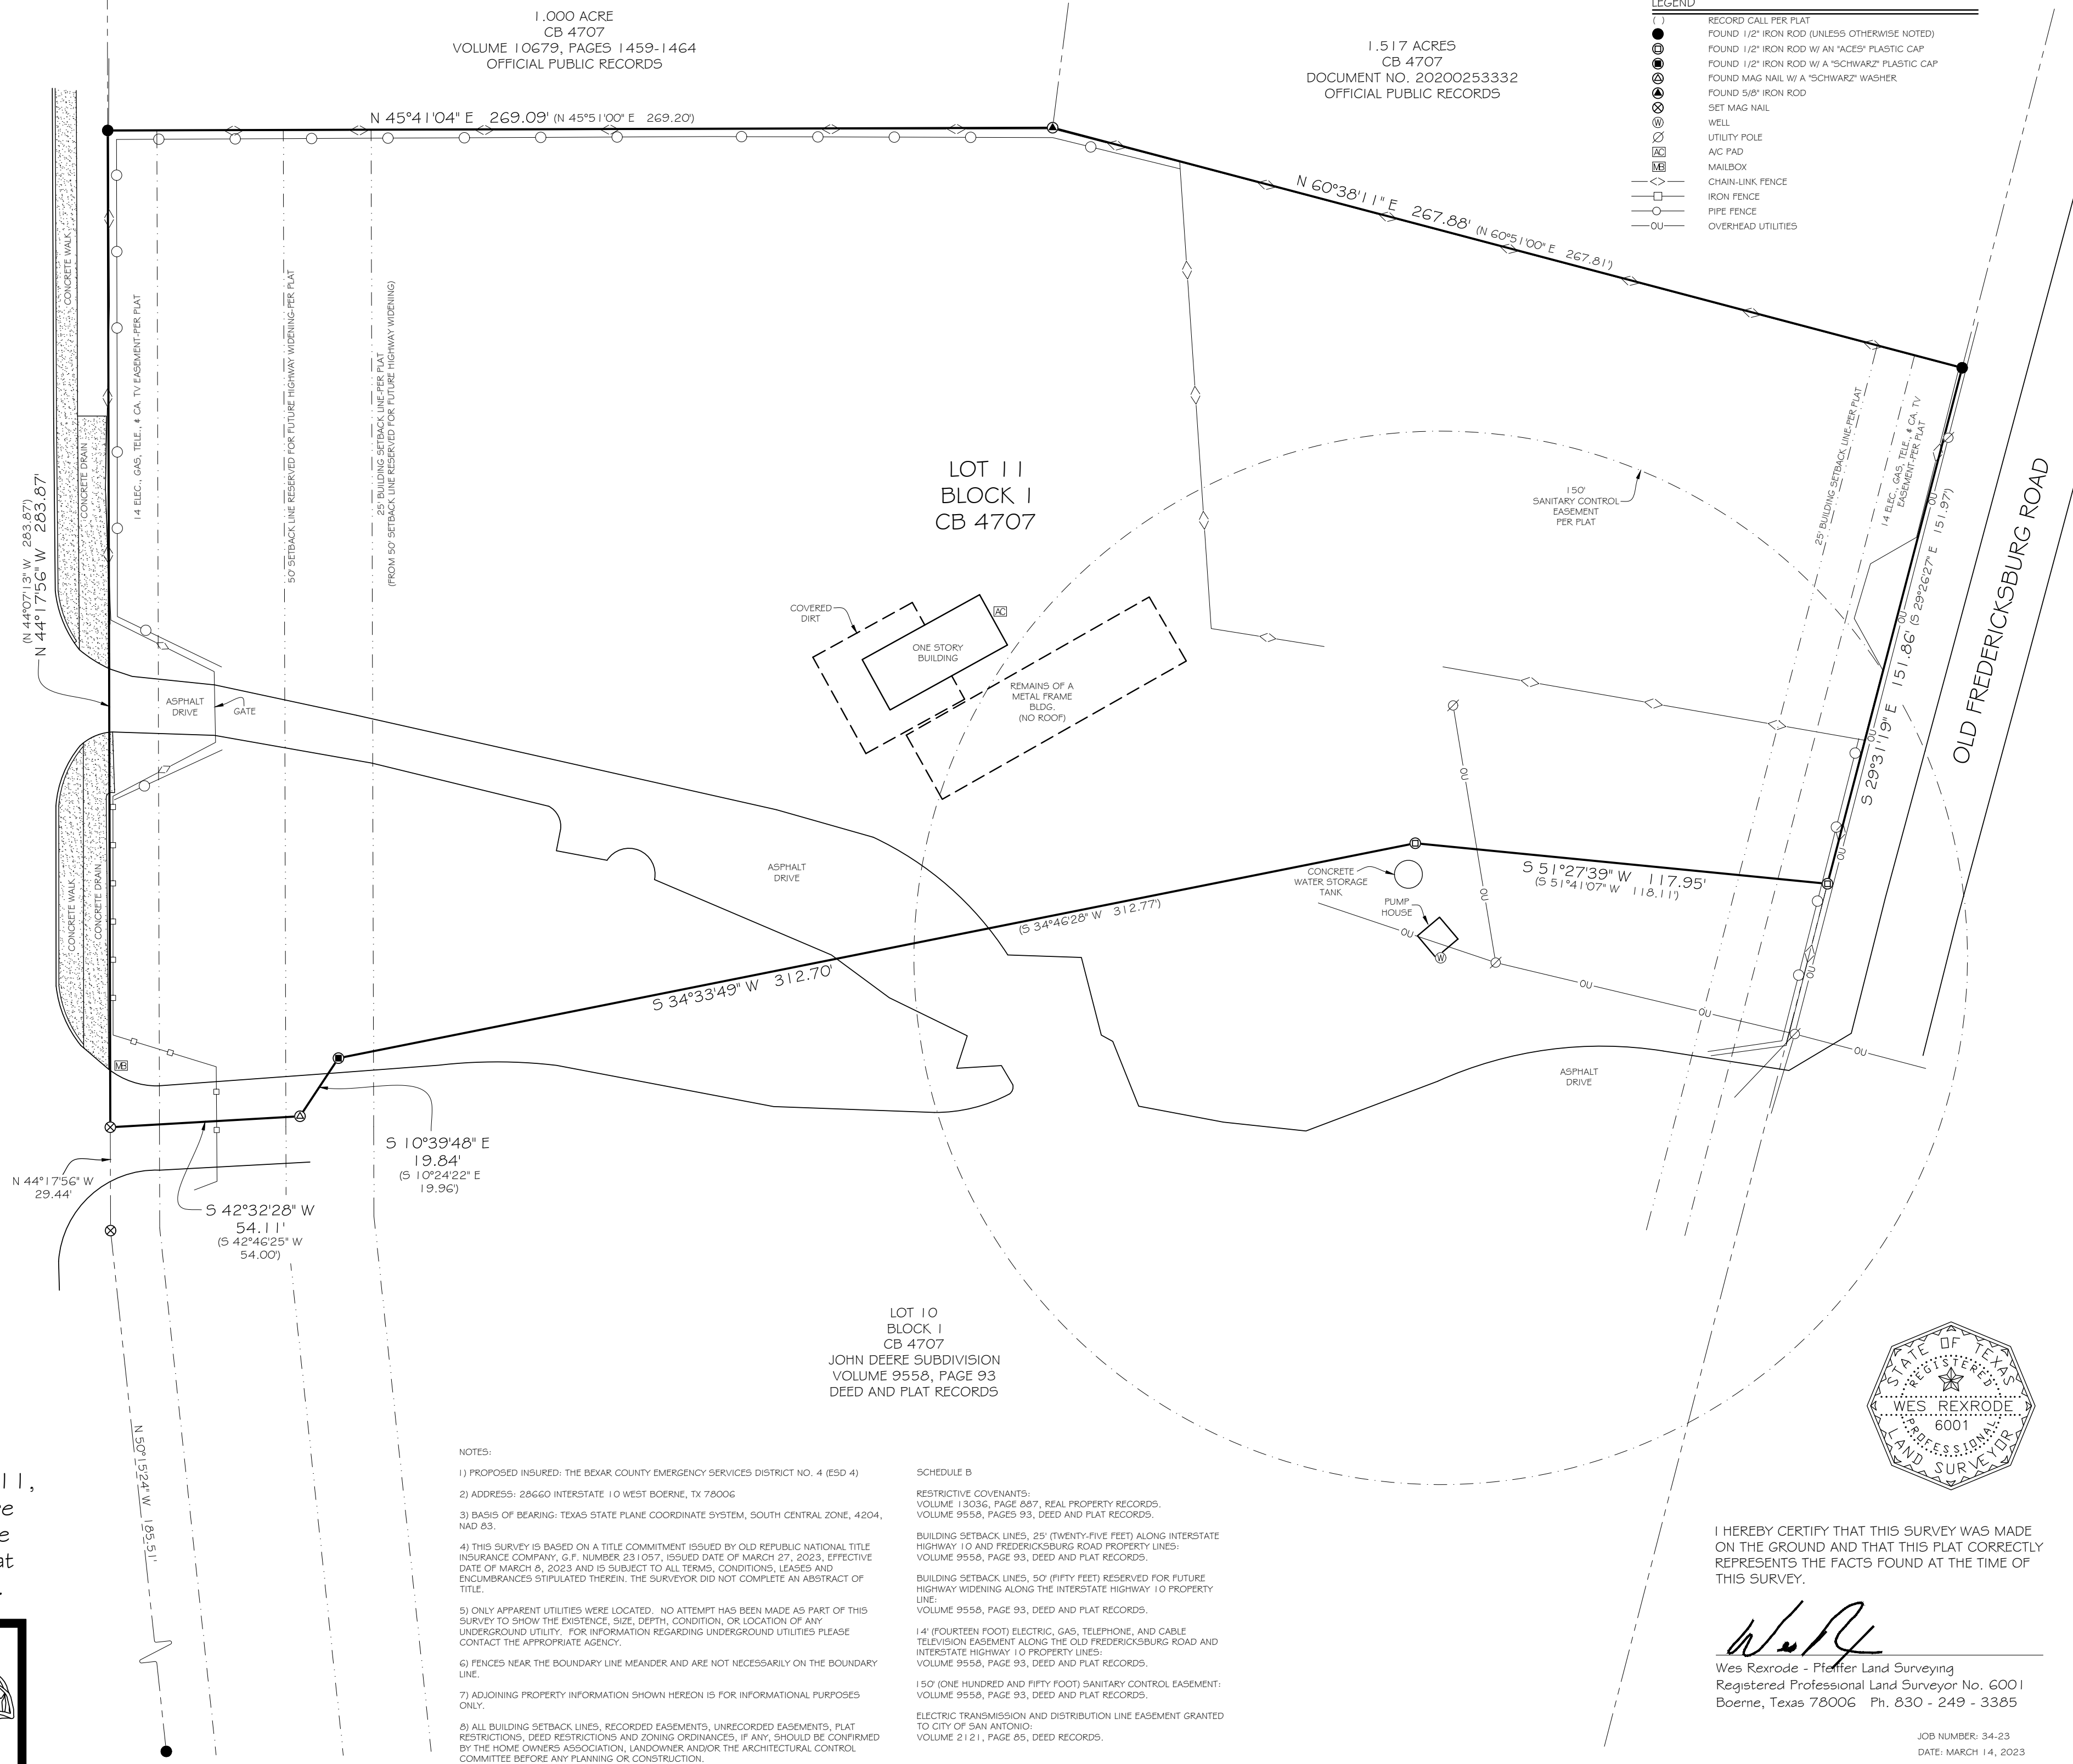 1.000 ACRE
CB 4707
VOLUME 10679, PAGES 1459-1464
OFFICIAL PUBLIC RECORDS
1.517 ACRES
CB 4707
DOCUMENT NO. 20200253332
OFFICIAL PUBLIC RECORDS
LEGEND
( ) RECORD CALL PER PLAT
FOUND 1/2" IRON ROD (UNLESS OTHERWISE NOTED)
FOUND 1/2" IRON ROD W/ AN "ACES" PLASTIC CAP
FOUND 1/2" IRON ROD W/ A "SCHWARZ" PLASTIC CAP
FOUND MAG NAIL W/ A "SCHWARZ" WASHER
FOUND 5/8" IRON ROD
SET MAG NAIL
W WELL
UTILITY POLE
AC A/C PAD
MB MAILBOX
CHAIN-LINK FENCE
IRON FENCE
PIPE FENCE
OU OVERHEAD UTILITIES
N 45°41'04" E 269.09' (N 45°51'00" E 269.20')
N 60°38'11" E 267.88' (N 60°51'00" E 267.81')
CONCRETE WALK
CONCRETE DRAIN
14 ELEC., GAS, TELE., & CA. TV EASEMENT-PER PLAT
50' SETBACK LINE RESERVED FOR FUTURE HIGHWAY WIDENING-PER PLAT
25' BUILDING SETBACK LINE-PER PLAT
(FROM 50' SETBACK LINE RESERVED FOR FUTURE HIGHWAY WIDENING)
(N 44°07'13" W 283.87')
N 44°17'56" W 283.87'
LOT 11
BLOCK 1
CB 4707
150'
SANITARY CONTROL
EASEMENT
PER PLAT
25' BUILDING SETBACK LINE-PER PLAT
14 ELEC., GAS, TELE., & CA. TV
EASEMENT-PER PLAT
OU
OU
OU
OU
OU
S 29°31'19" E 151.86' (S 29°26'27" E 151.97')
OLD FREDERICKSBURG ROAD
COVERED
DIRT
AC
ONE STORY
BUILDING
REMAINS OF A
METAL FRAME
BLDG.
(NO ROOF)
ASPHALT
DRIVE
GATE
CONCRETE WALK
CONCRETE DRAIN
ASPHALT
DRIVE
OU
OU
CONCRETE
WATER STORAGE
TANK
PUMP
HOUSE
OU
W
S 51°27'39" W 117.95'
(S 51°41'07" W 118.11')
(S 34°46'28" W 312.77')
S 34°33'49" W 312.70'
OU
OU
OU
MB
ASPHALT
DRIVE
S 10°39'48" E
19.84'
(S 10°24'22" E
19.96')
N 44°17'56" W
29.44'
S 42°32'28" W
54.11'
(S 42°46'25" W
54.00')
N 50°15'24" W 185.51'
LOT 10
BLOCK 1
CB 4707
JOHN DEERE SUBDIVISION
VOLUME 9558, PAGE 93
DEED AND PLAT RECORDS
NOTES:
1) PROPOSED INSURED: THE BEXAR COUNTY EMERGENCY SERVICES DISTRICT NO. 4 (ESD 4)
2) ADDRESS: 28660 INTERSTATE 10 WEST BOERNE, TX 78006
3) BASIS OF BEARING: TEXAS STATE PLANE COORDINATE SYSTEM, SOUTH CENTRAL ZONE, 4204,
NAD 83.
4) THIS SURVEY IS BASED ON A TITLE COMMITMENT ISSUED BY OLD REPUBLIC NATIONAL TITLE
INSURANCE COMPANY, G.F. NUMBER 231057, ISSUED DATE OF MARCH 27, 2023, EFFECTIVE
DATE OF MARCH 8, 2023 AND IS SUBJECT TO ALL TERMS, CONDITIONS, LEASES AND
ENCUMBRANCES STIPULATED THEREIN. THE SURVEYOR DID NOT COMPLETE AN ABSTRACT OF
TITLE.
5) ONLY APPARENT UTILITIES WERE LOCATED. NO ATTEMPT HAS BEEN MADE AS PART OF THIS
SURVEY TO SHOW THE EXISTENCE, SIZE, DEPTH, CONDITION, OR LOCATION OF ANY
UNDERGROUND UTILITY. FOR INFORMATION REGARDING UNDERGROUND UTILITIES PLEASE
CONTACT THE APPROPRIATE AGENCY.
6) FENCES NEAR THE BOUNDARY LINE MEANDER AND ARE NOT NECESSARILY ON THE BOUNDARY
LINE.
7) ADJOINING PROPERTY INFORMATION SHOWN HEREON IS FOR INFORMATIONAL PURPOSES
ONLY.
8) ALL BUILDING SETBACK LINES, RECORDED EASEMENTS, UNRECORDED EASEMENTS, PLAT
RESTRICTIONS, DEED RESTRICTIONS AND ZONING ORDINANCES, IF ANY, SHOULD BE CONFIRMED
BY THE HOME OWNERS ASSOCIATION, LANDOWNER AND/OR THE ARCHITECTURAL CONTROL
COMMITTEE BEFORE ANY PLANNING OR CONSTRUCTION.
SCHEDULE B
RESTRICTIVE COVENANTS:
VOLUME 13036, PAGE 887, REAL PROPERTY RECORDS.
VOLUME 9558, PAGES 93, DEED AND PLAT RECORDS.
BUILDING SETBACK LINES, 25' (TWENTY-FIVE FEET) ALONG INTERSTATE
HIGHWAY 10 AND FREDERICKSBURG ROAD PROPERTY LINES:
VOLUME 9558, PAGE 93, DEED AND PLAT RECORDS.
BUILDING SETBACK LINES, 50' (FIFTY FEET) RESERVED FOR FUTURE
HIGHWAY WIDENING ALONG THE INTERSTATE HIGHWAY 10 PROPERTY
LINE:
VOLUME 9558, PAGE 93, DEED AND PLAT RECORDS.
14' (FOURTEEN FOOT) ELECTRIC, GAS, TELEPHONE, AND CABLE
TELEVISION EASEMENT ALONG THE OLD FREDERICKSBURG ROAD AND
INTERSTATE HIGHWAY 10 PROPERTY LINES:
VOLUME 9558, PAGE 93, DEED AND PLAT RECORDS.
150' (ONE HUNDRED AND FIFTY FOOT) SANITARY CONTROL EASEMENT:
VOLUME 9558, PAGE 93, DEED AND PLAT RECORDS.
ELECTRIC TRANSMISSION AND DISTRIBUTION LINE EASEMENT GRANTED
TO CITY OF SAN ANTONIO:
VOLUME 2121, PAGE 85, DEED RECORDS.
11,
STATE OF TEXAS
REGISTERED
WES REXRODE
6001
PROFESSIONAL
LAND SURVEYOR
I HEREBY CERTIFY THAT THIS SURVEY WAS MADE
ON THE GROUND AND THAT THIS PLAT CORRECTLY
REPRESENTS THE FACTS FOUND AT THE TIME OF
THIS SURVEY.
Wes Rexrode - Pfeiffer Land Surveying
Registered Professional Land Surveyor No. 6001
Boerne, Texas 78006 Ph. 830 - 249 - 3385
JOB NUMBER: 34-23
DATE: MARCH 14, 2023